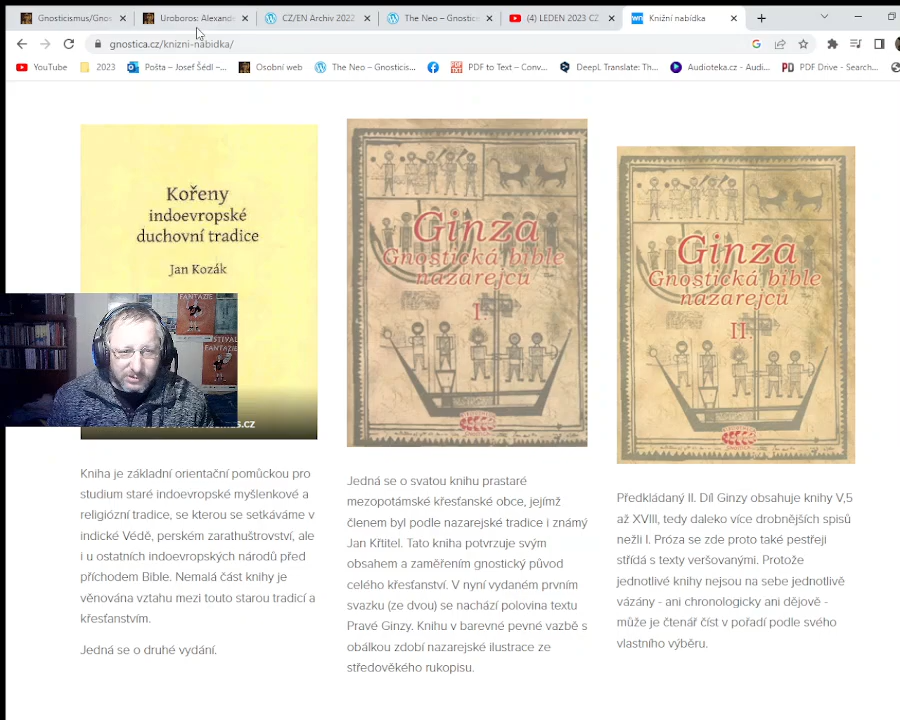 Gnosticismus/Gno
Uroboros: Alexand
CZ/EN Archiv 2022
The Neo – Gnostic
(4) LEDEN 2023 CZ
Knižní nabídka
gnostica.cz/knizni-nabidka/
YouTube
2023
Pošta – Josef Šédl –...
Osobní web
The Neo – Gnosticis...
PDF to Text – Conv...
DeepL Translate: Th...
Audioteka.cz - Audi...
PDF Drive - Search...
Kořeny
indoevropské
duchovní tradice
Jan Kozák
FANTAZIE
FESTIVAL
FANTAZIE
s.cz
Kniha je základní orientační pomůckou pro
studium staré indoevropské myšlenkové a
religiózní tradice, se kterou se setkáváme v
indické Védě, perském zarathuštrovství, ale
i u ostatních indoevropských národů před
příchodem Bible. Nemalá část knihy je
věnována vztahu mezi touto starou tradicí a
křesťanstvím.
Jedná se o druhé vydání.
Ginza
Gnostická bible
nazarejcu
I.
Jedná se o svatou knihu prastaré
mezopotámské křesťanské obce, jejímž
členem byl podle nazarejské tradice i známý
Jan Křtitel. Tato kniha potvrzuje svým
obsahem a zaměřením gnostický původ
celého křesťanství. V nyní vydaném prvním
svazku (ze dvou) se nachází polovina textu
Pravé Ginzy. Knihu v barevné pevné vazbě s
obálkou zdobí nazarejské ilustrace ze
středověkého rukopisu.
Ginza
Gnostická bible
nazarejcu
II.
Předkládaný II. Díl Ginzy obsahuje knihy V,5
až XVIII, tedy daleko více drobnějších spisů
nežli I. Próza se zde proto také pestřeji
střídá s texty veršovanými. Protože
jednotlivé knihy nejsou na sebe jednotlivě
vázány - ani chronologicky ani dějově -
může je čtenář číst v pořadí podle svého
vlastního výběru.